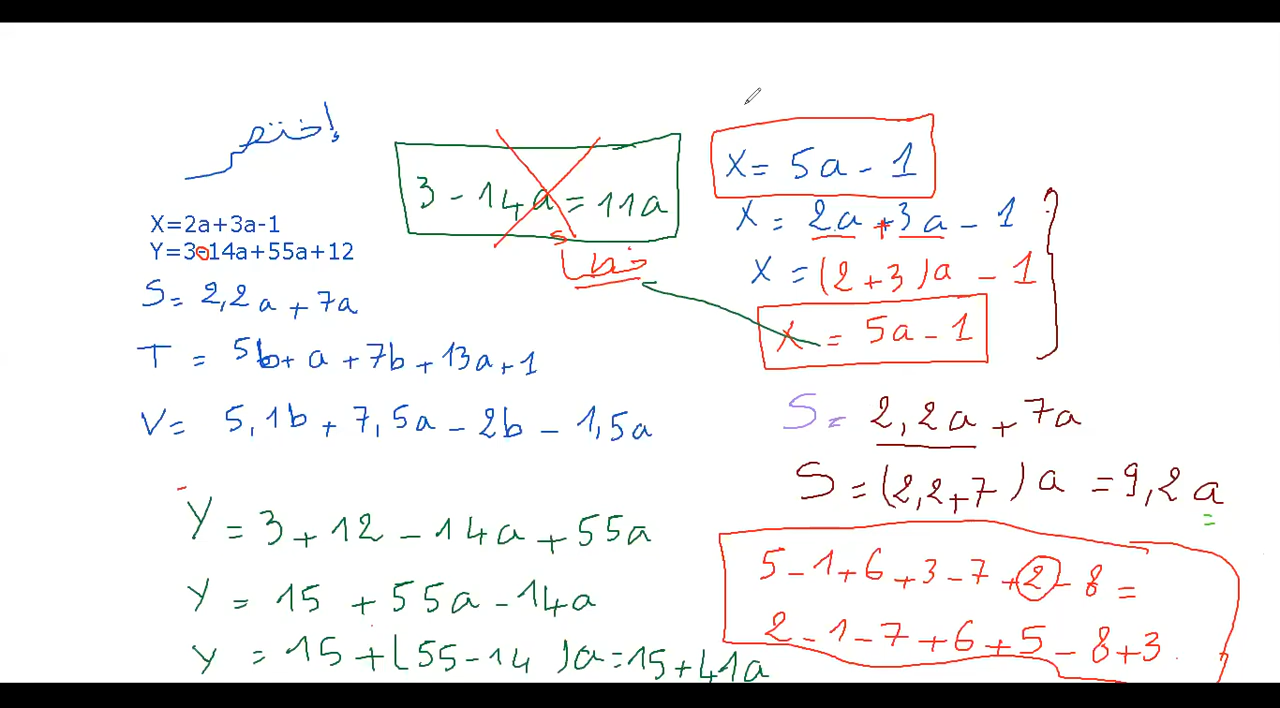 إختصر
X=2a+3a-1
Y=3-14a+55a+12
S= 2,2a + 7a
T = 5b+ a + 7b + 13a + 1
V= 5,1b + 7,5a - 2b - 1,5a
Y = 3 + 12 - 14a + 55a
Y = 15 + 55a - 14a
Y = 15 + (55-14)a = 15 + 41a
3 - 14a = 11a
خطأ
X= 5a - 1
X = 2a + 3a - 1
X = (2+3)a - 1
X = 5a - 1
S= 2,2a + 7a
S = (2,2+7)a = 9,2a
5 - 1 + 6 + 3 - 7 + 2 - 8 =
2 - 1 - 7 + 6 + 5 - 8 + 3